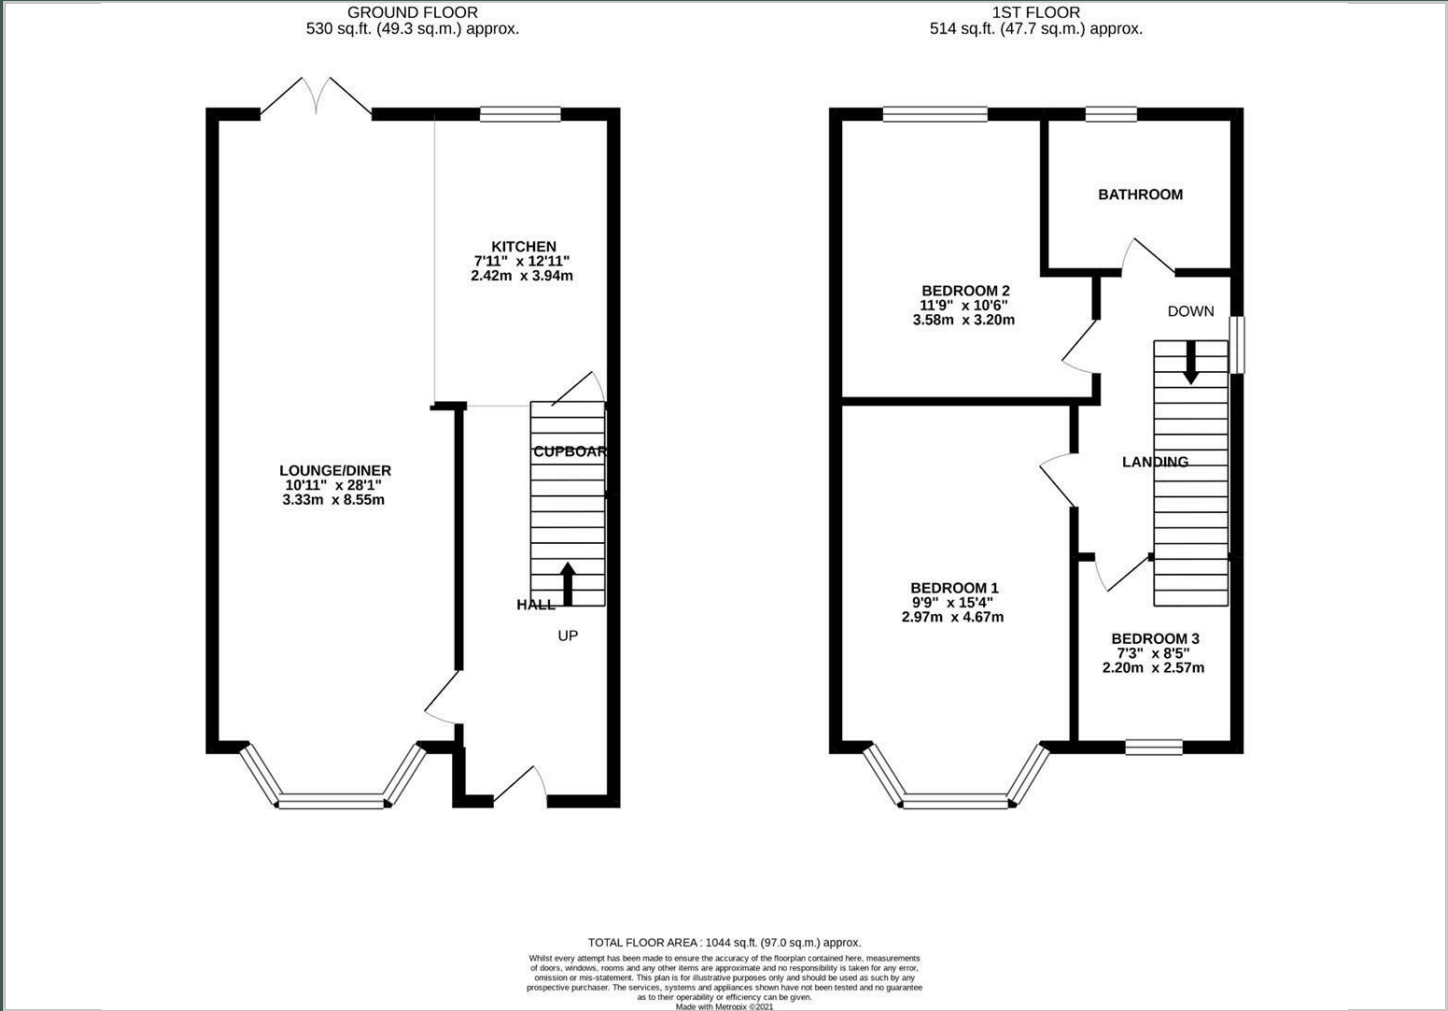 GROUND FLOOR
530 sq.ft. (49.3 sq.m.) approx.
1ST FLOOR
514 sq.ft. (47.7 sq.m.) approx.
KITCHEN
7'11"  x 12'11"
2.42m  x 3.94m
CUPBOAR
LOUNGE/DINER
10'11"  x 28'1"
3.33m  x 8.55m
HALL
UP
BATHROOM
BEDROOM 2
11'9"  x 10'6"
3.58m  x 3.20m
DOWN
LANDING
BEDROOM 1
9'9"  x 15'4"
2.97m  x 4.67m
BEDROOM 3
7'3"  x 8'5"
2.20m  x 2.57m
TOTAL FLOOR AREA : 1044 sq.ft. (97.0 sq.m.) approx.
Whilst every attempt has been made to ensure the accuracy of the floorplan contained here, measurements
of doors, windows, rooms and any other items are approximate and no responsibility is taken for any error,
omission or mis-statement. This plan is for illustrative purposes only and should be used as such by any
prospective purchaser. The services, systems and appliances shown have not been tested and no guarantee
as to their operability or efficiency can be given.
Made with Metropix ©2021